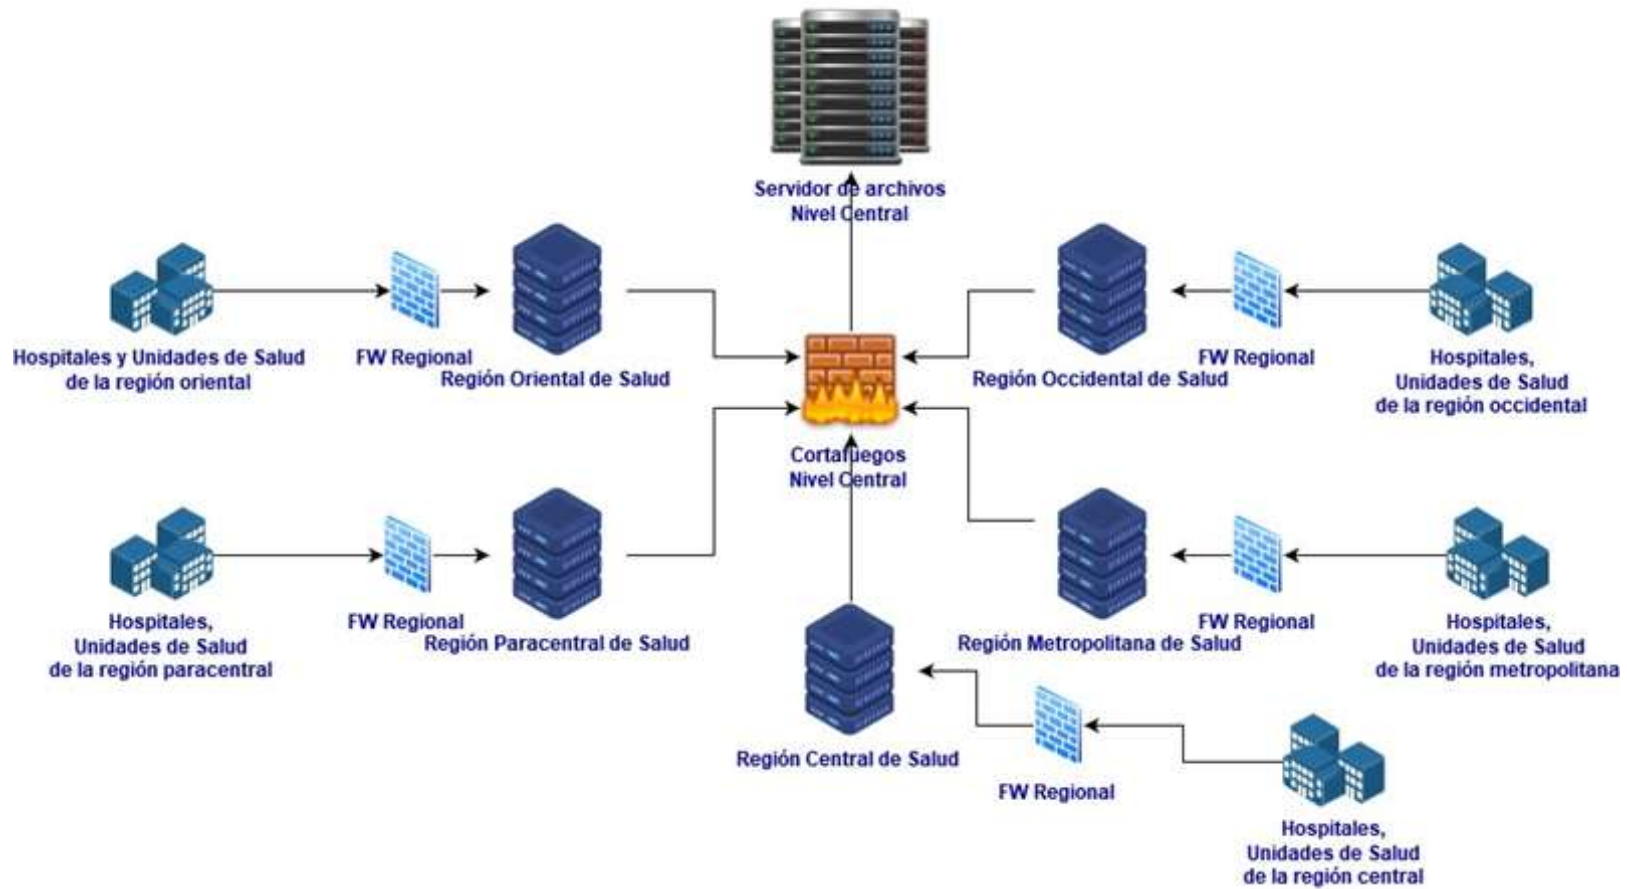 Servidor de archivos
Nivel Central
Hospitales y Unidades de Salud
de la región oriental
FW Regional
Región Oriental de Salud
Región Occidental de Salud
FW Regional
Hospitales,
Unidades de Salud
de la región occidental
Cortafuegos
Nivel Central
Hospitales,
Unidades de Salud
de la región paracentral
FW Regional
Región Paracentral de Salud
Región Metropolitana de Salud
FW Regional
Hospitales,
Unidades de Salud
de la región metropolitana
Región Central de Salud
FW Regional
Hospitales,
Unidades de Salud
de la región central